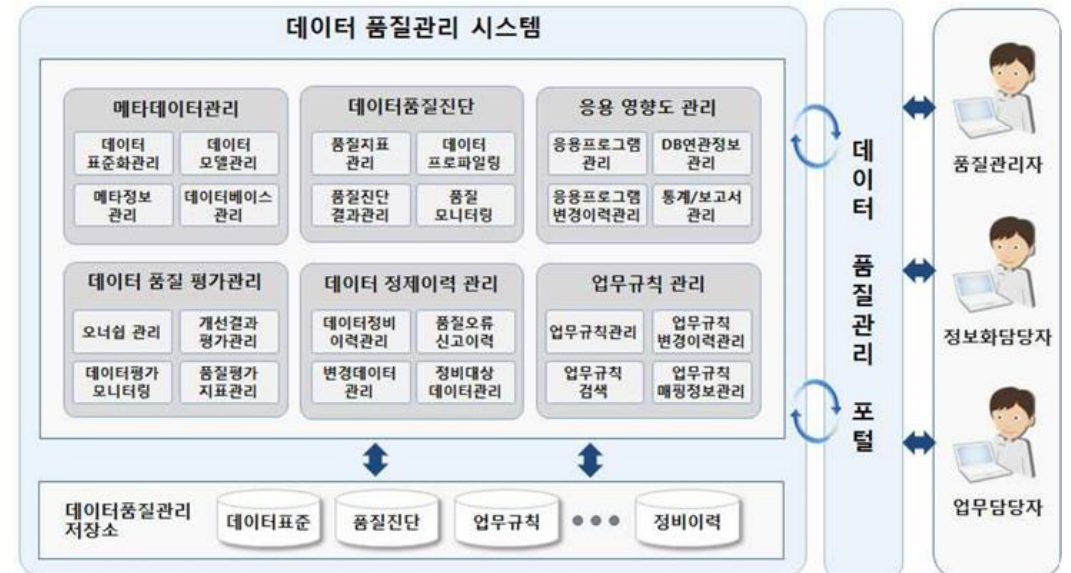 데이터 품질관리 시스템
메타데이터관리
데이터
표준화관리
데이터
모델관리
메타정보
관리
데이터베이스
관리
데이터품질진단
품질지표
관리
데이터
프로파일링
품질진단
결과관리
품질
모니터링
응용 영향도 관리
응용프로그램
관리
DB연관정보
관리
응용프로그램
변경이력관리
통계/보고서
관리
데이터 품질 평가관리
오너쉽 관리
개선결과
평가관리
데이터평가
모니터링
품질평가
지표관리
데이터 정제이력 관리
데이터정비
이력관리
품질오류
신고이력
변경데이터
관리
정비대상
데이터관리
업무규칙 관리
업무규칙관리
업무규칙
변경이력관리
업무규칙
검색
업무규칙
매핑정보관리
데이터품질관리
저장소
데이터표준
품질진단
업무규칙
정비이력
데이터 품질관리 포털
품질관리자
정보화담당자
업무담당자